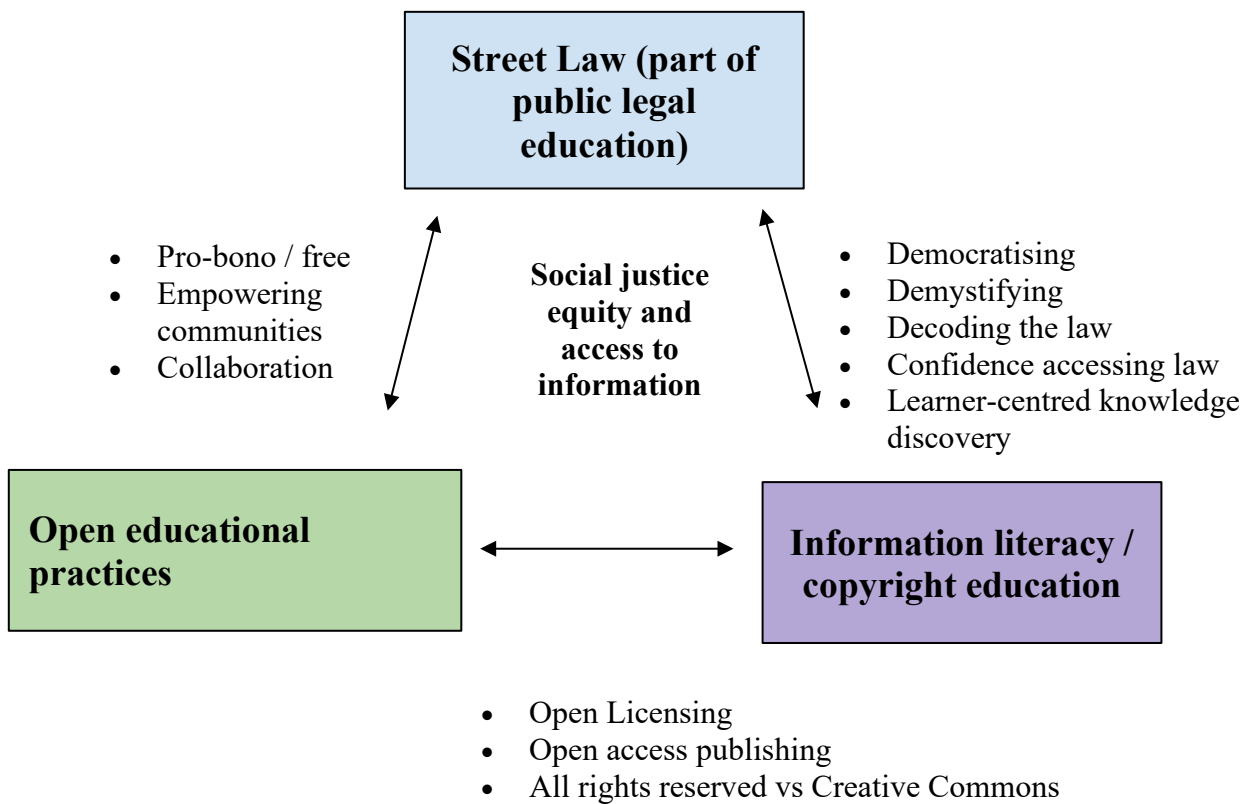 Street Law (part of
public legal
education)
• Pro-bono / free
• Empowering
communities
• Collaboration
Social justice
equity and
access to
information
• Democratising
• Demystifying
• Decoding the law
• Confidence accessing law
• Learner-centred knowledge
discovery
Open educational
practices
Information literacy /
copyright education
• Open Licensing
• Open access publishing
• All rights reserved vs Creative Commons